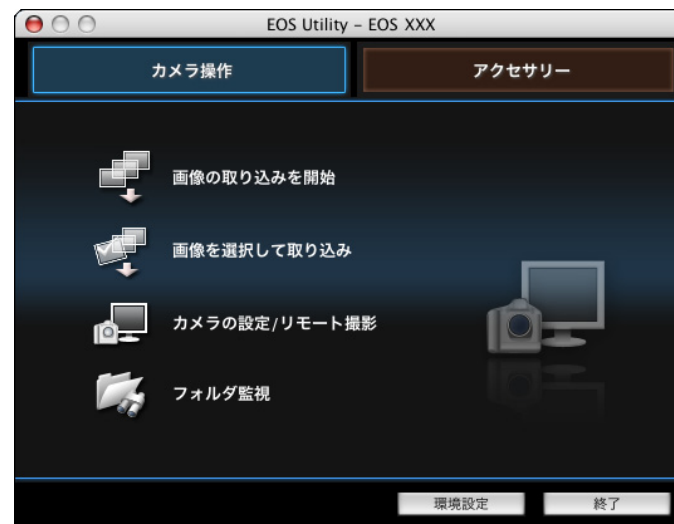 EOS Utility – EOS XXX
カメラ操作
アクセサリー
画像の取り込みを開始
画像を選択して取り込み
カメラの設定/リモート撮影
フォルダ監視
環境設定
終了